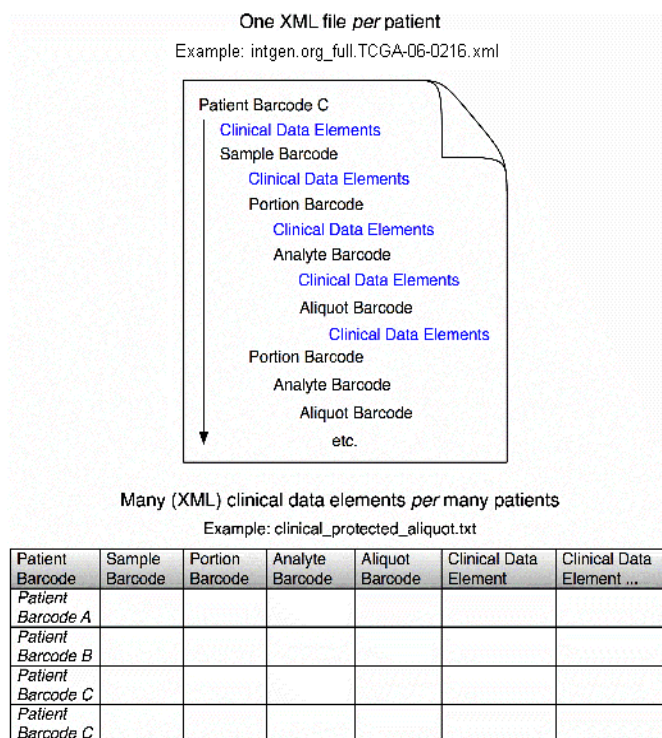 One XML file per patient
Example: intgen.org_full.TCGA-06-0216.xml
Patient Barcode C
Clinical Data Elements
Sample Barcode
Clinical Data Elements
Portion Barcode
Clinical Data Elements
Analyte Barcode
Clinical Data Elements
Aliquot Barcode
Clinical Data Elements
Portion Barcode
Analyte Barcode
Aliquot Barcode
etc.
Many (XML) clinical data elements per many patients
Example: clinical_protected_aliquot.txt
Patient Sample Portion Analyte Aliquot Clinical Data Clinical Data
Barcode Barcode Barcode Barcode Barcode Element Element ...
Patient
Barcode A
Patient
Barcode B
Patient
Barcode C
Patient
Barcode C